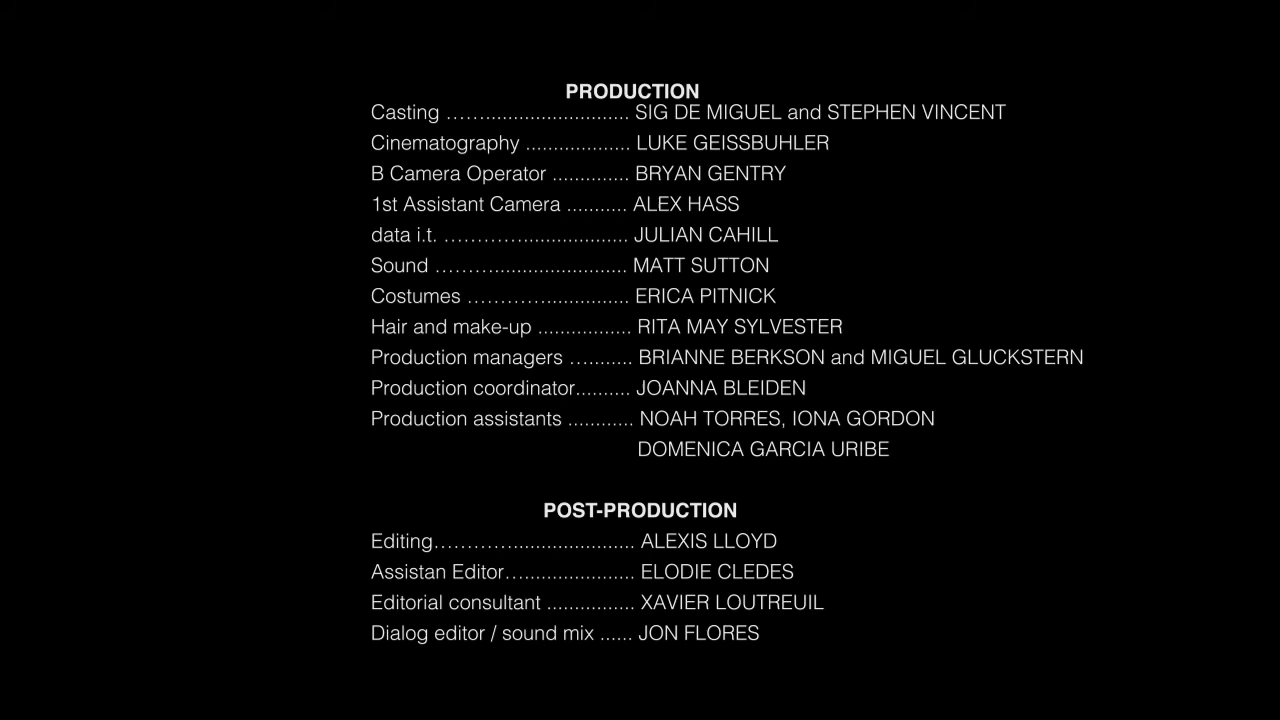 PRODUCTION
Casting ……......................... SIG DE MIGUEL and STEPHEN VINCENT
Cinematography ................... LUKE GEISSBUHLER
B Camera Operator .............. BRYAN GENTRY
1st Assistant Camera ........... ALEX HASS
data i.t. …………................... JULIAN CAHILL
Sound ………........................ MATT SUTTON
Costumes …………............... ERICA PITNICK
Hair and make-up ................. RITA MAY SYLVESTER
Production managers …........ BRIANNE BERKSON and MIGUEL GLUCKSTERN
Production coordinator.......... JOANNA BLEIDEN
Production assistants ............ NOAH TORRES, IONA GORDON
DOMENICA GARCIA URIBE
POST-PRODUCTION
Editing…………...................... ALEXIS LLOYD
Assistan Editor…................... ELODIE CLEDES
Editorial consultant ................ XAVIER LOUTREUIL
Dialog editor / sound mix ...... JON FLORES